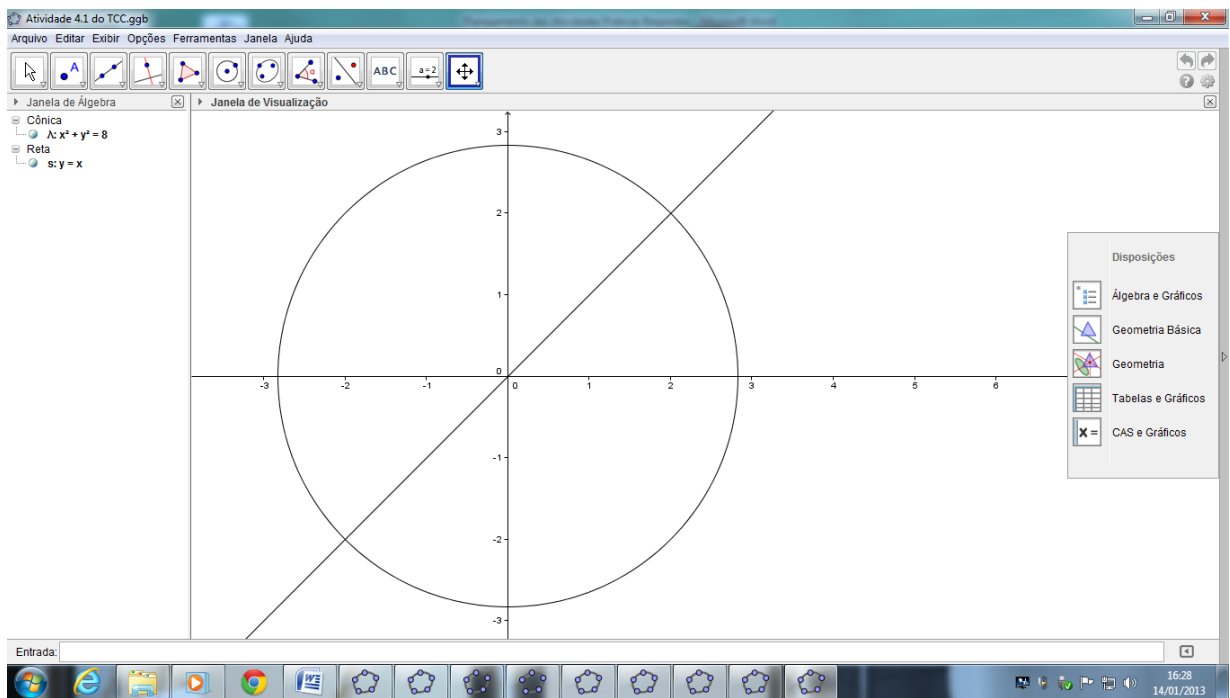 Atividade 4.1 do TCC.ggb
Arquivo Editar Exibir Opções Ferramentas Janela Ajuda
A
α
ABC
a=2
Janela de Álgebra
Janela de Visualização
Cônica
λ: x² + y² = 8
Reta
s: y = x
3
2
1
0
-3 -2 -1 0 1 2 3 4 5 6
-1
-2
-3
Disposições
Álgebra e Gráficos
Geometria Básica
Geometria
Tabelas e Gráficos
X = CAS e Gráficos
Entrada:
16:28
14/01/2013